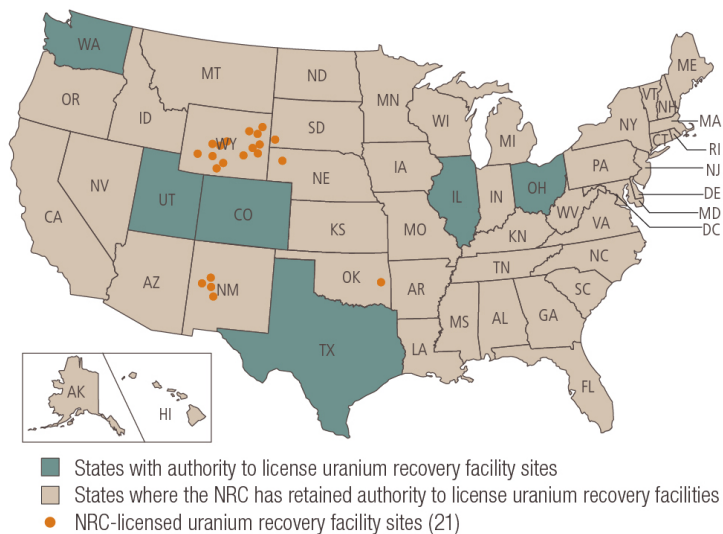 WA
MT
ND
MN
ME
VT
NH
OR
ID
WY
SD
WI
MI
NY
MA
CT
RI
NV
UT
CO
NE
IA
IL
IN
OH
PA
NJ
DE
MD
DC
CA
KS
MO
KN
WV
VA
AZ
NM
OK
AR
TN
NC
SC
TX
LA
MS
AL
GA
FL
AK
HI
States with authority to license uranium recovery facility sites
States where the NRC has retained authority to license uranium recovery facilities
NRC-licensed uranium recovery facility sites (21)